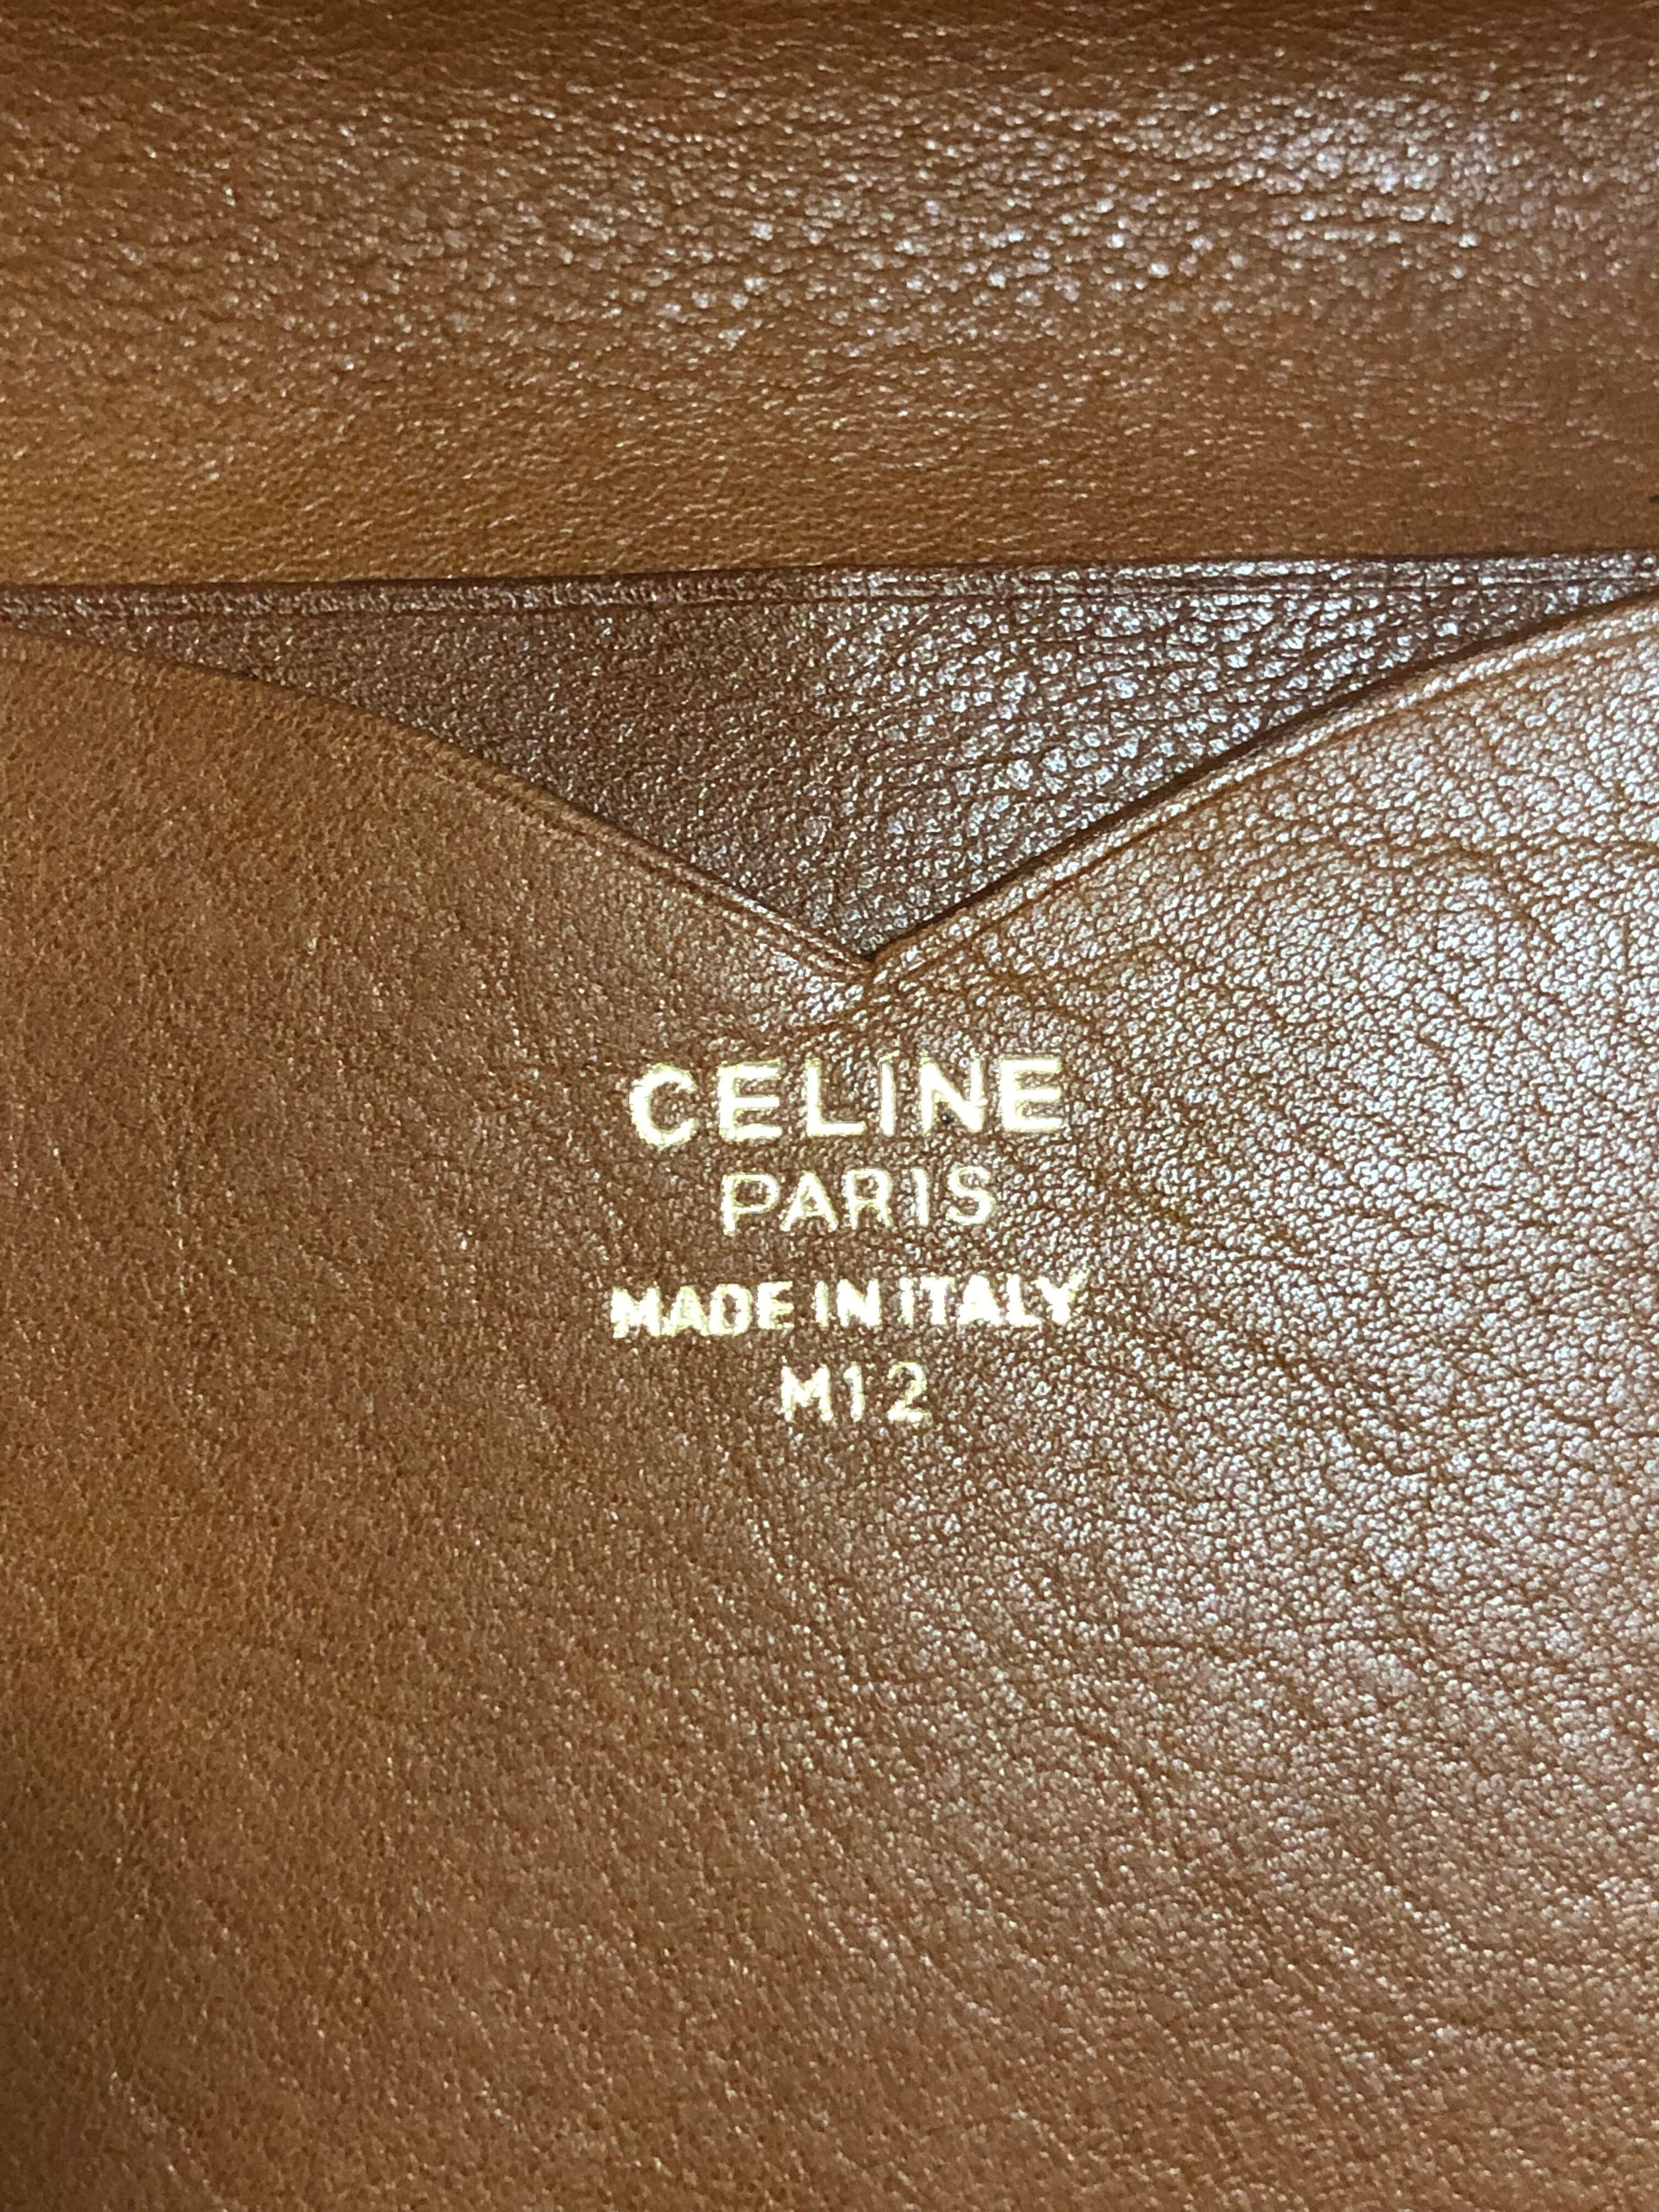 CELINE
PARIS
MADE IN ITALY
M12